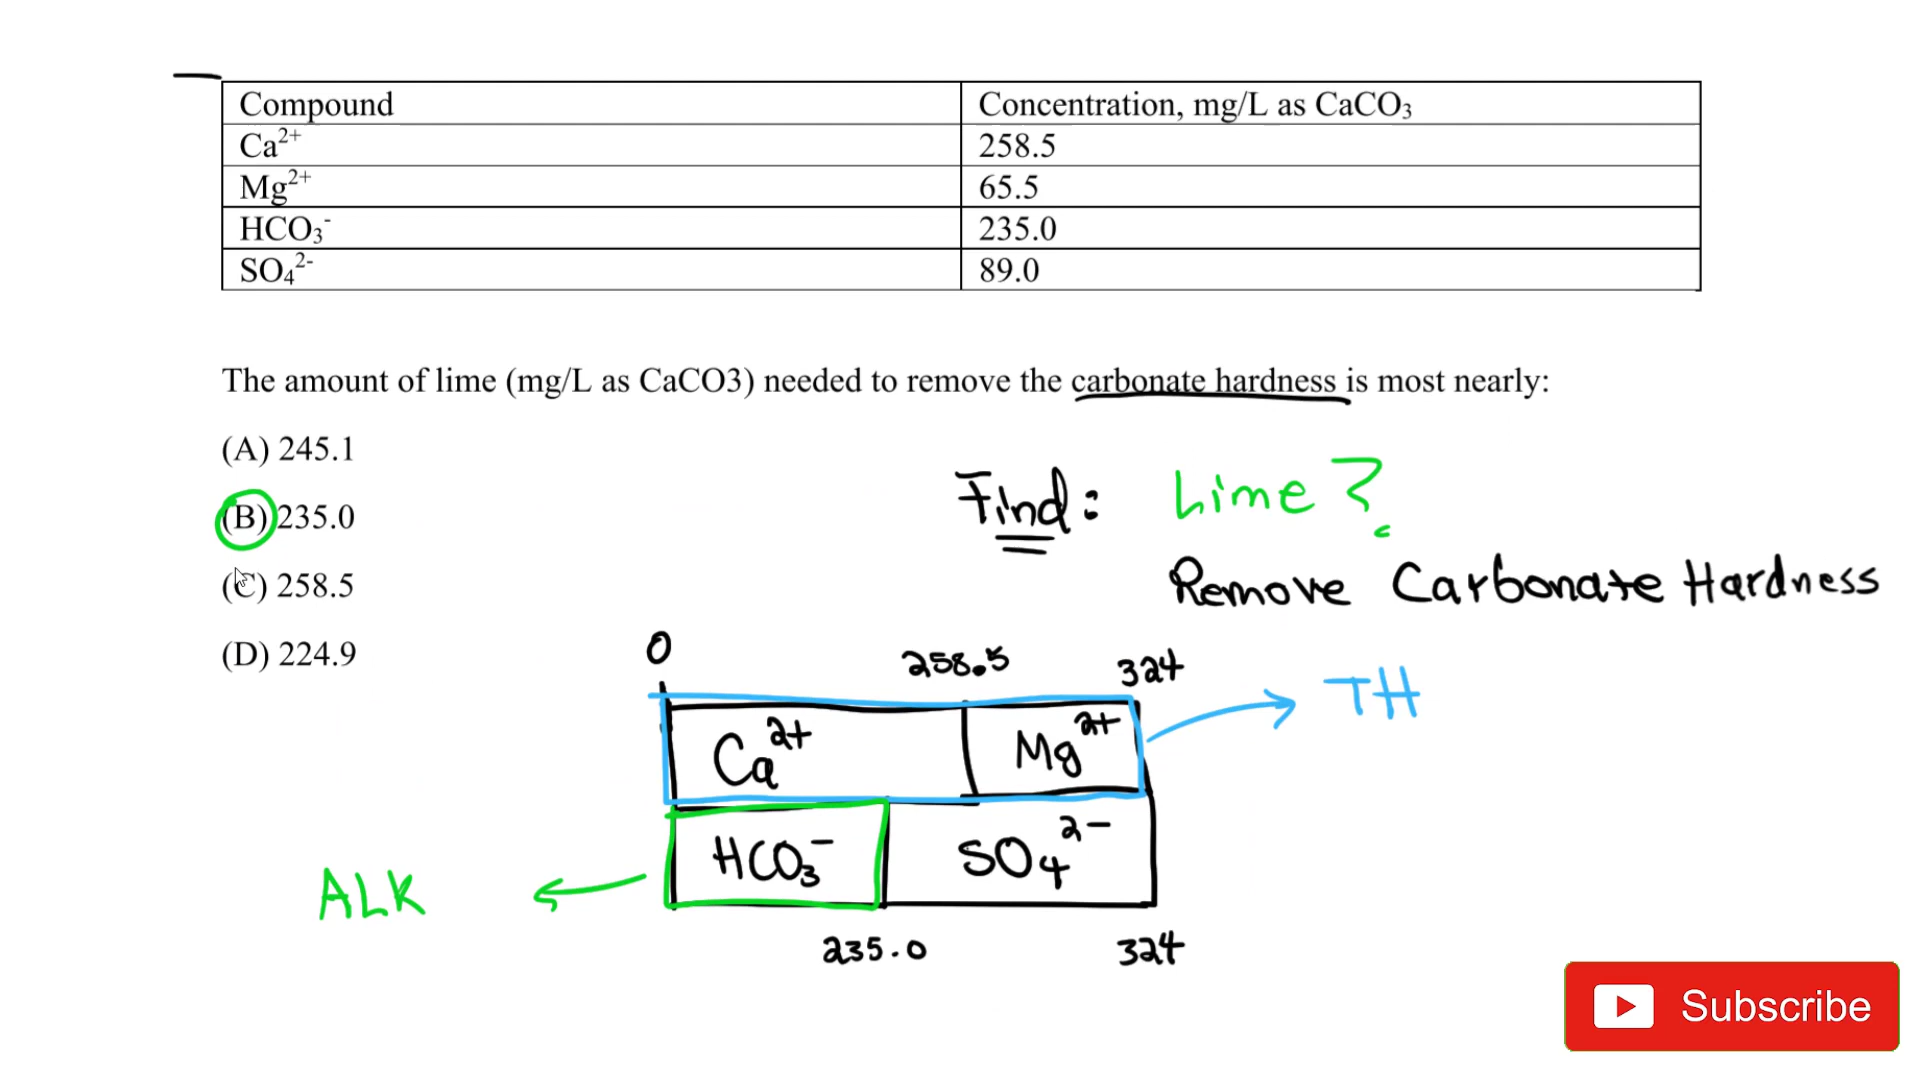 Compound Concentration, mg/L as CaCO₃
Ca²⁺ 258.5
Mg²⁺ 65.5
HCO₃⁻ 235.0
SO₄²⁻ 89.0
The amount of lime (mg/L as CaCO3) needed to remove the carbonate hardness is most nearly:
(A) 245.1
(B) 235.0
(C) 258.5
(D) 224.9
Find: Lime?
Remove Carbonate Hardness
0 258.5 324
TH
Ca²⁺ Mg²⁺
HCO₃⁻ SO₄²⁻
ALK
235.0 324
Subscribe